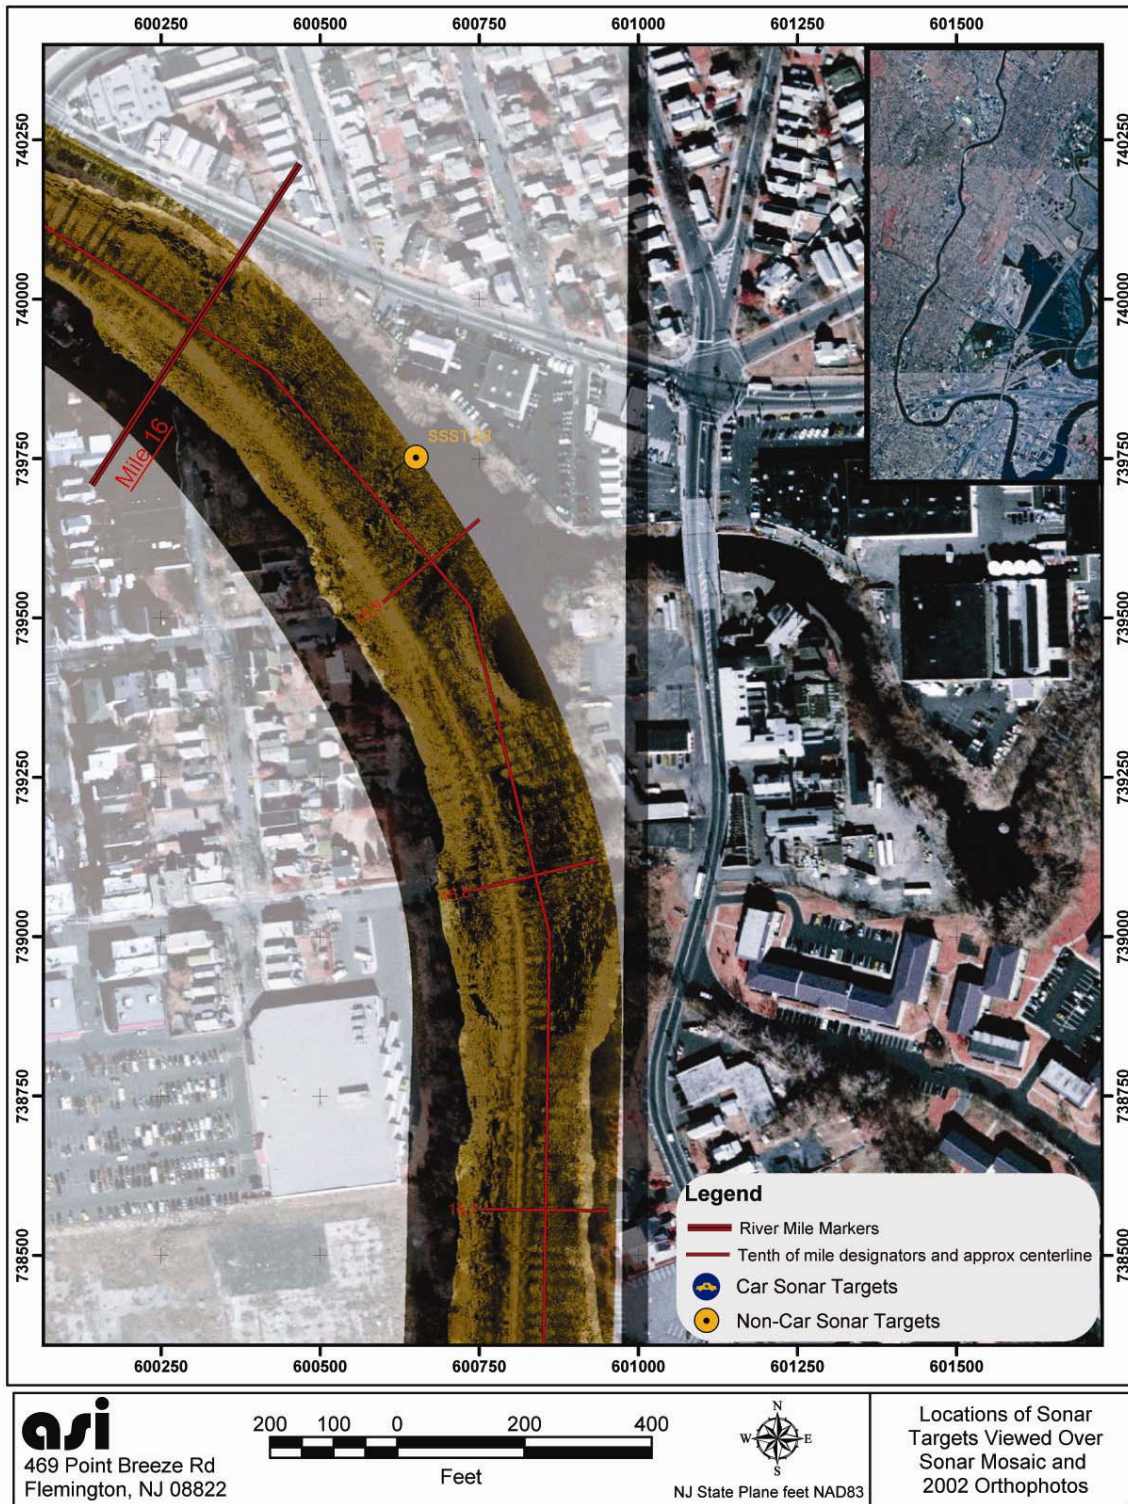 600250 600500 600750 601000 601250 601500
740250
740000
739750
739500
739250
739000
738750
738500
740250
740000
739750
739500
739250
739000
738750
738500
Mile 16
Legend
River Mile Markers
Tenth of mile designators and approx centerline
Car Sonar Targets
Non-Car Sonar Targets
600250 600500 600750 601000 601250 601500
asi
469 Point Breeze Rd
Flemington, NJ 08822
200 100 0 200 400
Feet
N
W E
S
NJ State Plane feet NAD83
Locations of Sonar
Targets Viewed Over
Sonar Mosaic and
2002 Orthophotos